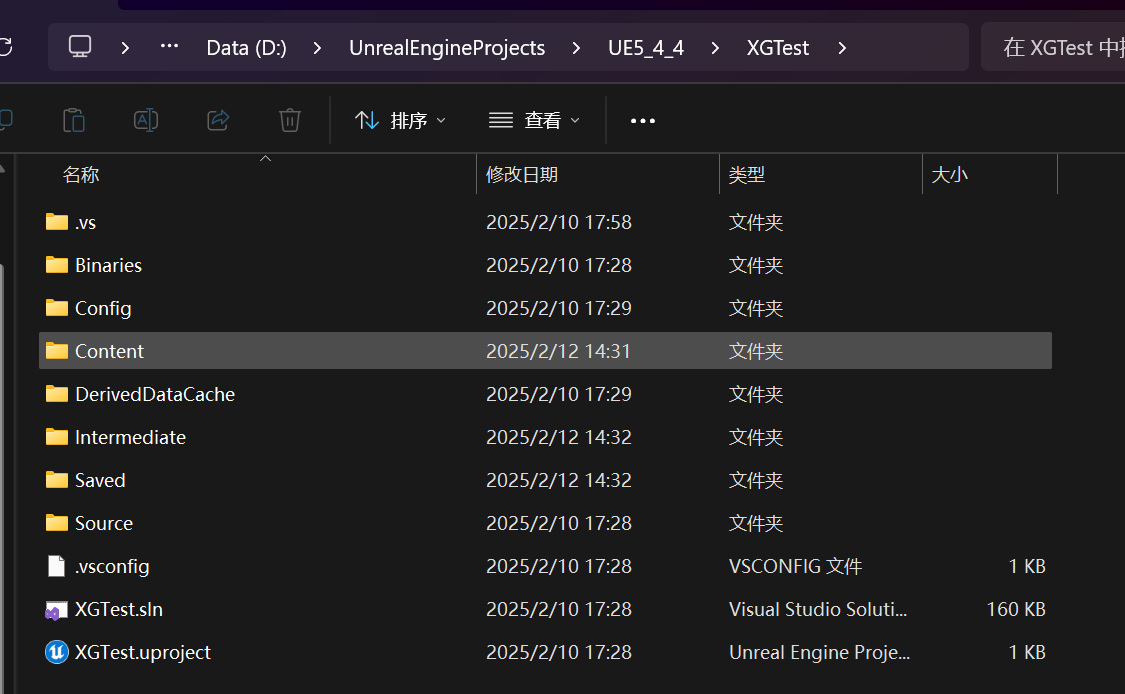 Data (D:) UnrealEngineProjects UE5_4_4 XGTest 在 XGTest 中
排序 查看
名称 修改日期 类型 大小
.vs 2025/2/10 17:58 文件夹
Binaries 2025/2/10 17:28 文件夹
Config 2025/2/10 17:29 文件夹
Content 2025/2/12 14:31 文件夹
DerivedDataCache 2025/2/10 17:29 文件夹
Intermediate 2025/2/12 14:32 文件夹
Saved 2025/2/12 14:32 文件夹
Source 2025/2/10 17:28 文件夹
.vsconfig 2025/2/10 17:28 VSCONFIG 文件 1 KB
XGTest.sln 2025/2/10 17:28 Visual Studio Soluti... 160 KB
XGTest.uproject 2025/2/10 17:28 Unreal Engine Proje... 1 KB